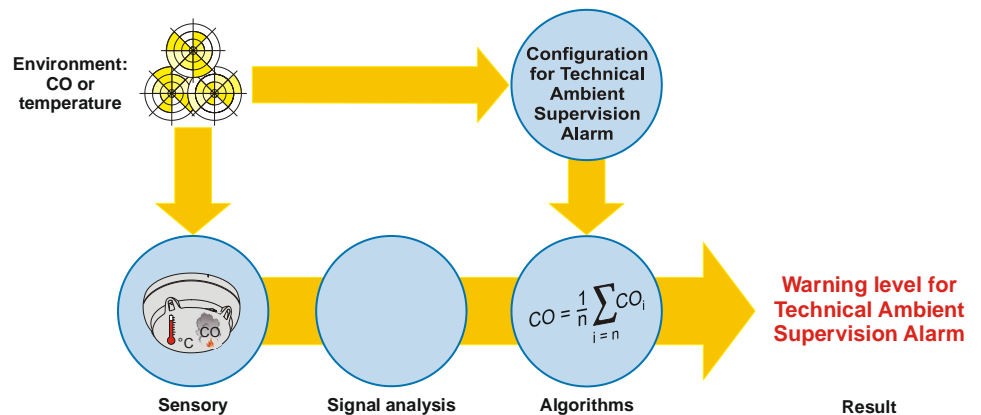 Environment:
CO or
temperature
Configuration
for Technical
Ambient
Supervision
Alarm
°C
CO
CO = 1/n ∑ COi
i = n
Warning level for
Technical Ambient
Supervision Alarm
Sensory
Signal analysis
Algorithms
Result